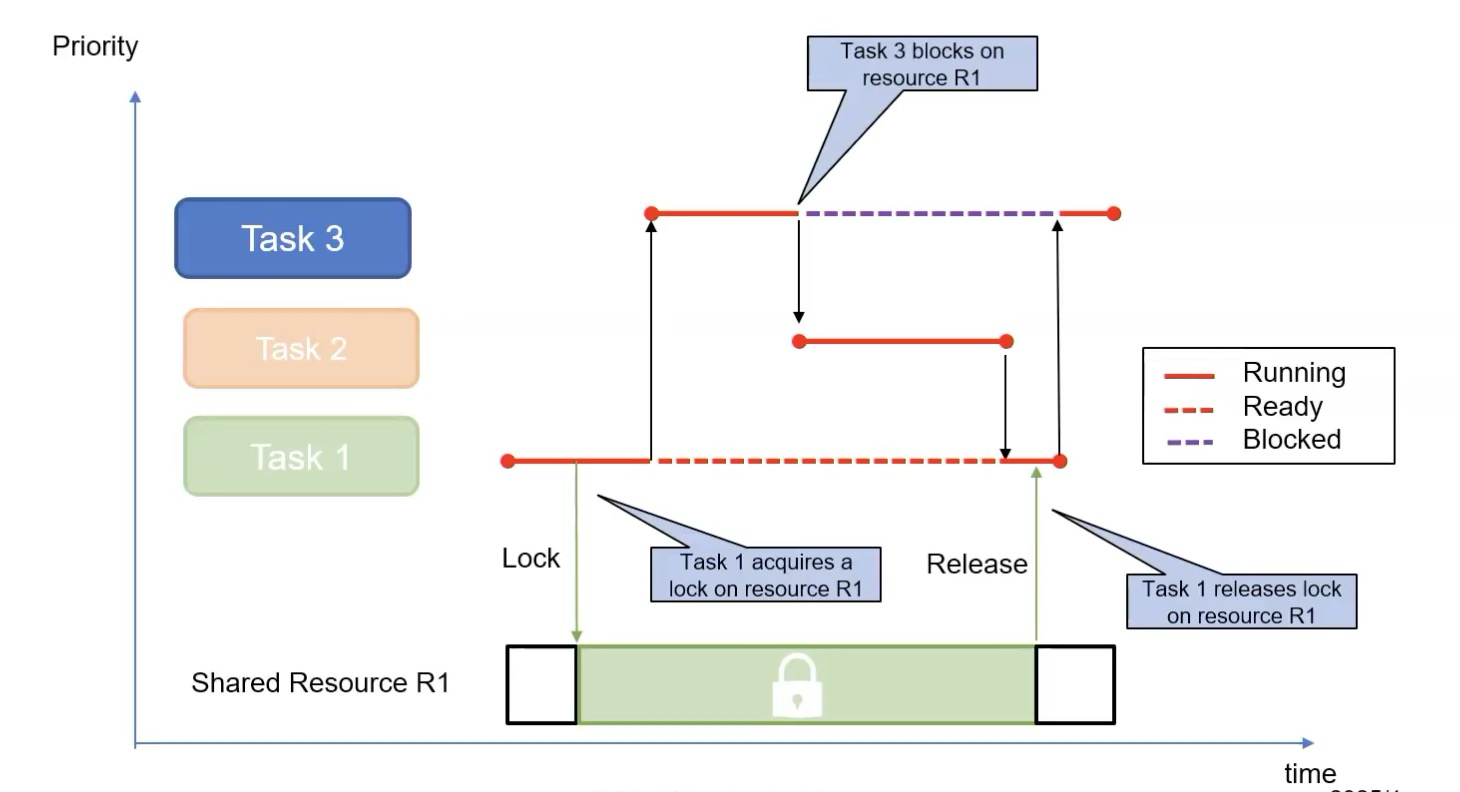 Priority
Task 3 blocks on
resource R1
Task 3
Task 2
Task 1
Running
Ready
Blocked
Lock
Task 1 acquires a
lock on resource R1
Release
Task 1 releases lock
on resource R1
Shared Resource R1
time